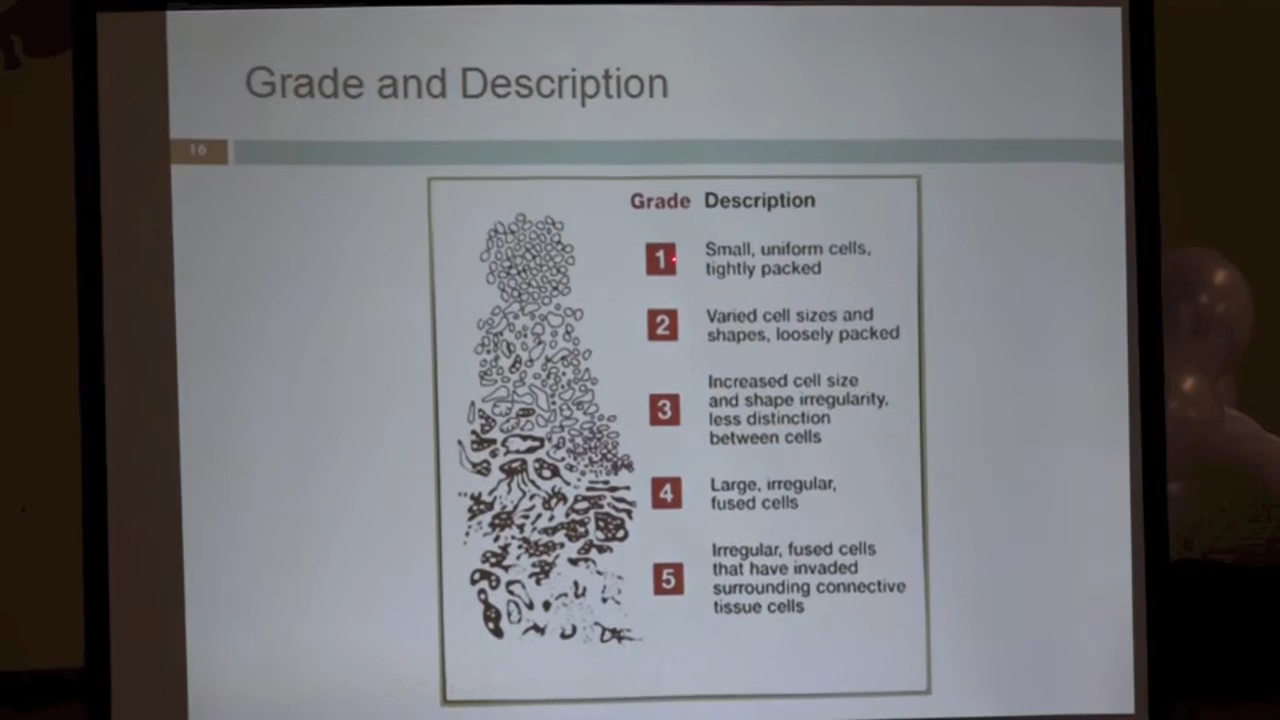 Grade and Description
16
Grade Description
1 Small, uniform cells,
tightly packed
2 Varied cell sizes and
shapes, loosely packed
3 Increased cell size
and shape irregularity,
less distinction
between cells
4 Large, irregular,
fused cells
5 Irregular, fused cells
that have invaded
surrounding connective
tissue cells